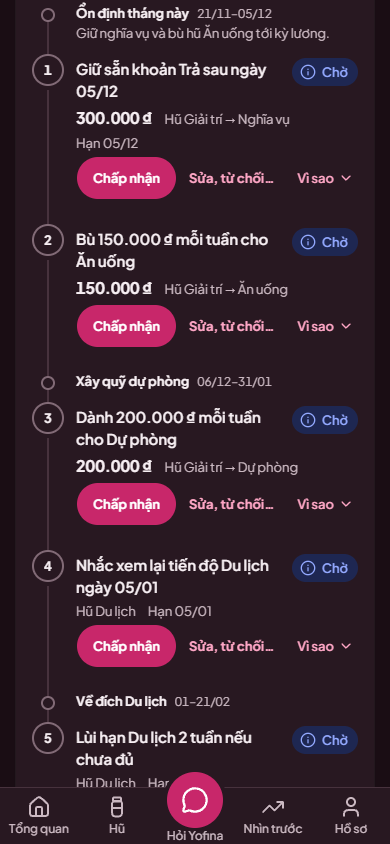 Ổn định tháng này 21/11–05/12
Giữ nghĩa vụ và bù hũ Ăn uống tới kỳ lương.
1 Giữ sẵn khoản Trả sau ngày Chờ
05/12
300.000 ₫ Hũ Giải trí → Nghĩa vụ
Hạn 05/12
Chấp nhận Sửa, từ chối… Vì sao
2 Bù 150.000 ₫ mỗi tuần cho Chờ
Ăn uống
150.000 ₫ Hũ Giải trí → Ăn uống
Chấp nhận Sửa, từ chối… Vì sao
Xây quỹ dự phòng 06/12–31/01
3 Dành 200.000 ₫ mỗi tuần Chờ
cho Dự phòng
200.000 ₫ Hũ Giải trí → Dự phòng
Chấp nhận Sửa, từ chối… Vì sao
4 Nhắc xem lại tiến độ Du lịch Chờ
ngày 05/01
Hũ Du lịch Hạn 05/01
Chấp nhận Sửa, từ chối… Vì sao
Về đích Du lịch 01–21/02
5 Lùi hạn Du lịch 2 tuần nếu Chờ
chưa đủ
Hũ Du lịch
Tổng quan Hũ Hỏi Yofina Nhìn trước Hồ sơ